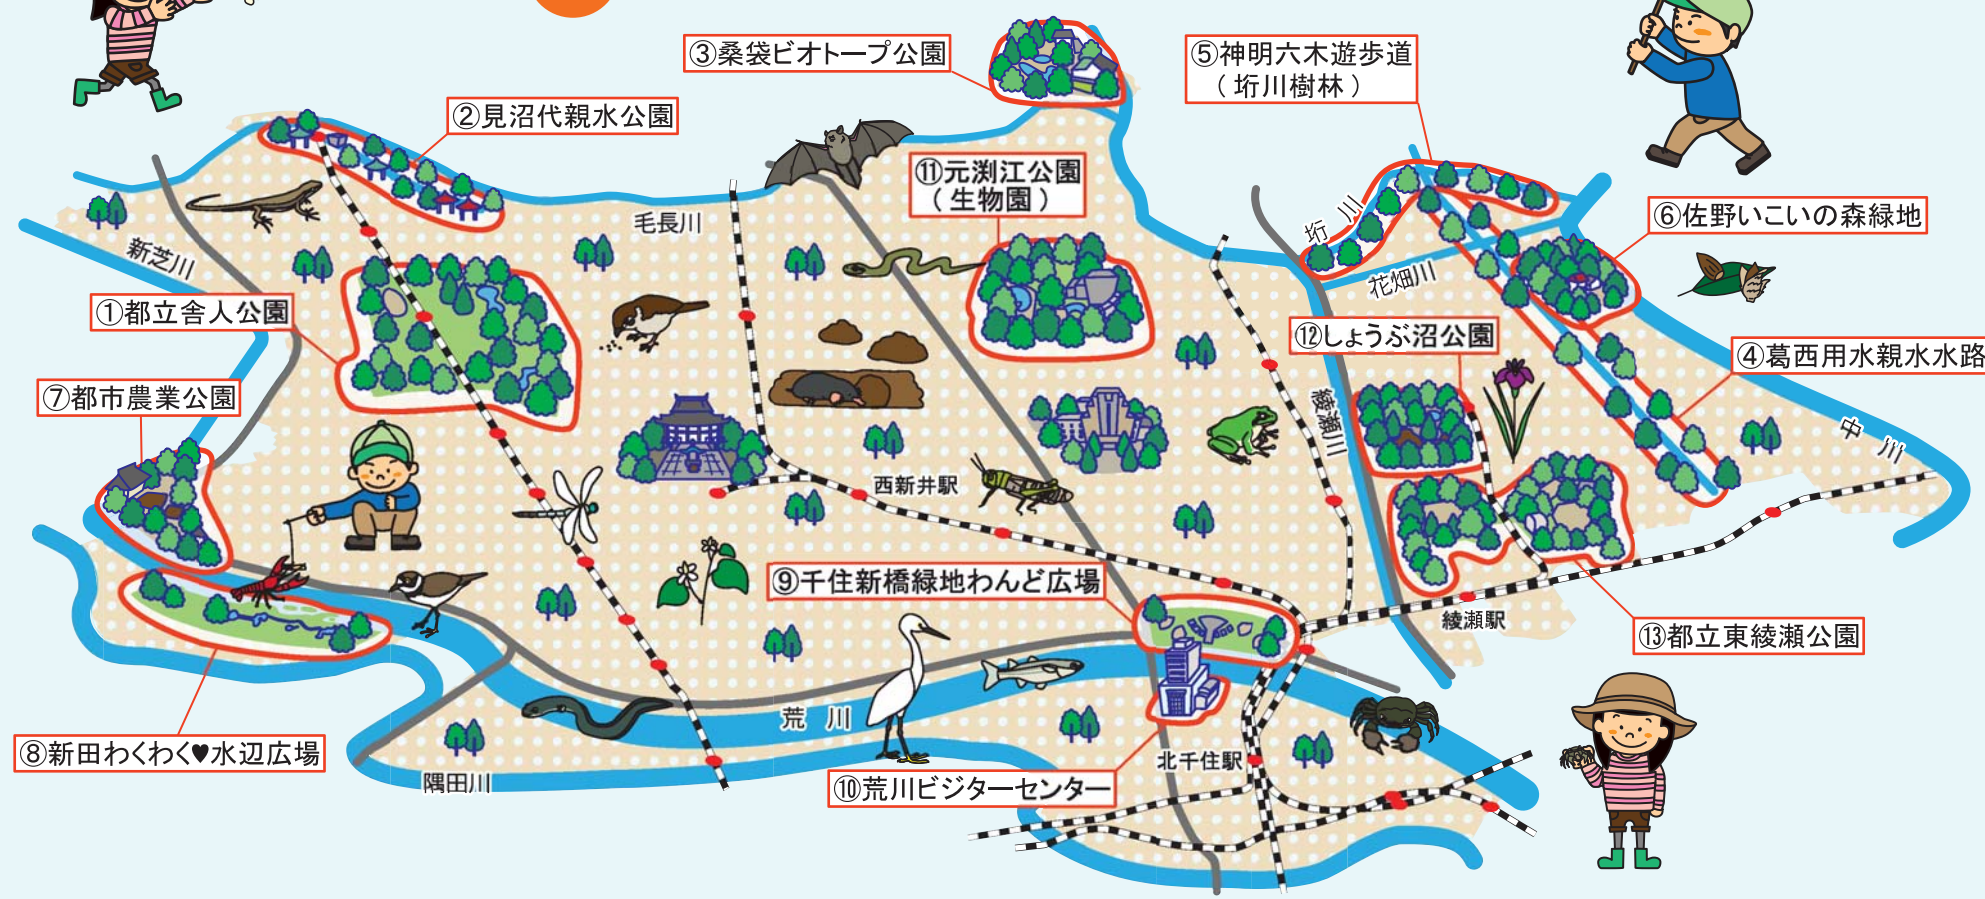 ③桑袋ビオトープ公園
⑤神明六木遊歩道
（垳川樹林）
②見沼代親水公園
⑪元渕江公園
（生物園）
毛長川
垳川
⑥佐野いこいの森緑地
新芝川
花畑川
①都立舎人公園
⑫しょうぶ沼公園
④葛西用水親水水路
⑦都市農業公園
綾瀬川
中川
西新井駅
⑨千住新橋緑地わんど広場
綾瀬駅
⑬都立東綾瀬公園
荒川
⑧新田わくわく♥水辺広場
北千住駅
隅田川
⑩荒川ビジターセンター